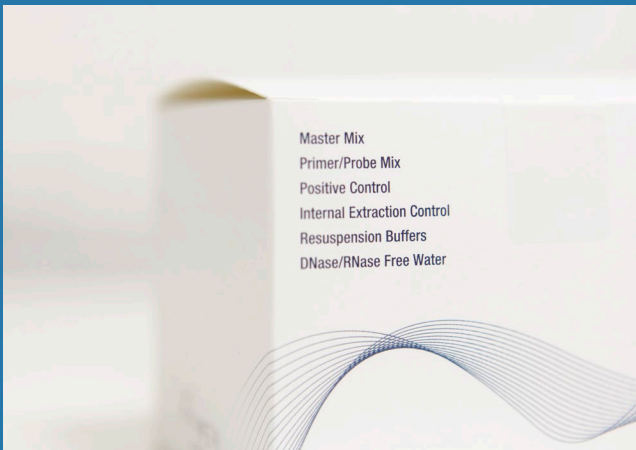 Master Mix
Primer/Probe Mix
Positive Control
Internal Extraction Control
Resuspension Buffers
DNase/RNase Free Water